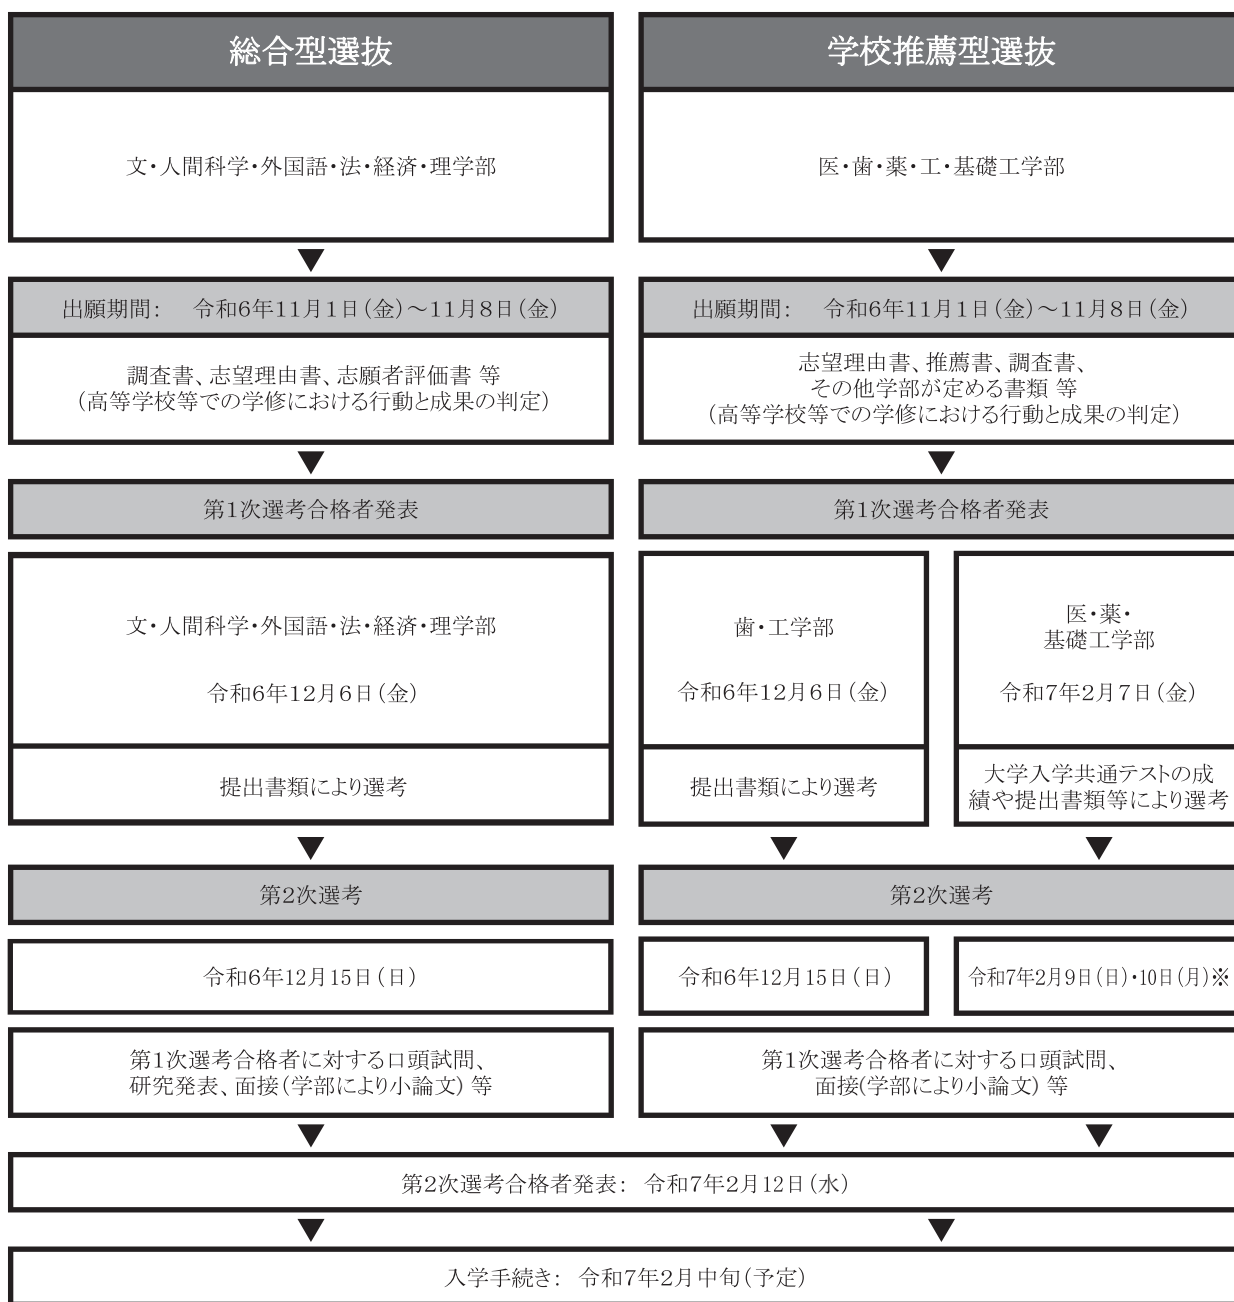 総合型選抜
文・人間科学・外国語・法・経済・理学部
出願期間： 令和6年11月1日（金）～11月8日（金）
調査書、志望理由書、志願者評価書 等
（高等学校等での学修における行動と成果の判定）
第1次選考合格者発表
文・人間科学・外国語・法・経済・理学部
令和6年12月6日（金）
提出書類により選考
第2次選考
令和6年12月15日（日）
第1次選考合格者に対する口頭試問、
研究発表、面接（学部により小論文）等
学校推薦型選抜
医・歯・薬・工・基礎工学部
出願期間： 令和6年11月1日（金）～11月8日（金）
志望理由書、推薦書、調査書、
その他学部が定める書類 等
（高等学校等での学修における行動と成果の判定）
第1次選考合格者発表
歯・工学部
令和6年12月6日（金）
提出書類により選考
医・薬・
基礎工学部
令和7年2月7日（金）
大学入学共通テストの成
績や提出書類等により選考
第2次選考
令和6年12月15日（日）
令和7年2月9日（日）・10日（月）※
第1次選考合格者に対する口頭試問、
面接（学部により小論文）等
第2次選考合格者発表： 令和7年2月12日（水）
入学手続き： 令和7年2月中旬（予定）